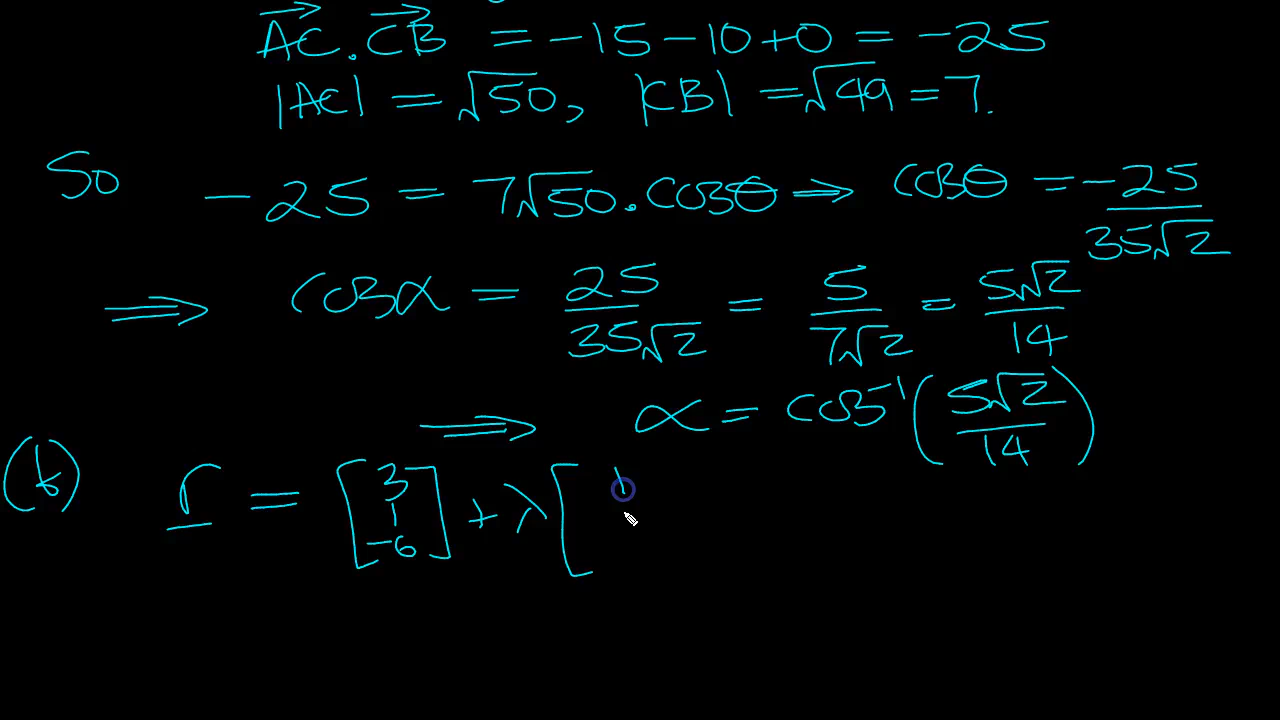 AC⃗ . CB⃗ = -15 -10 +0 = -25
|AC| = √50, |CB| = √49 = 7.
So -25 = 7√50 . cosθ ⇒ cosθ = -25/35√2
⇒ cosα = 25/35√2 = 5/7√2 = 5√2/14
⇒ α = cos⁻¹(5√2/14)
(b) r = [3 1 -6] + λ[1